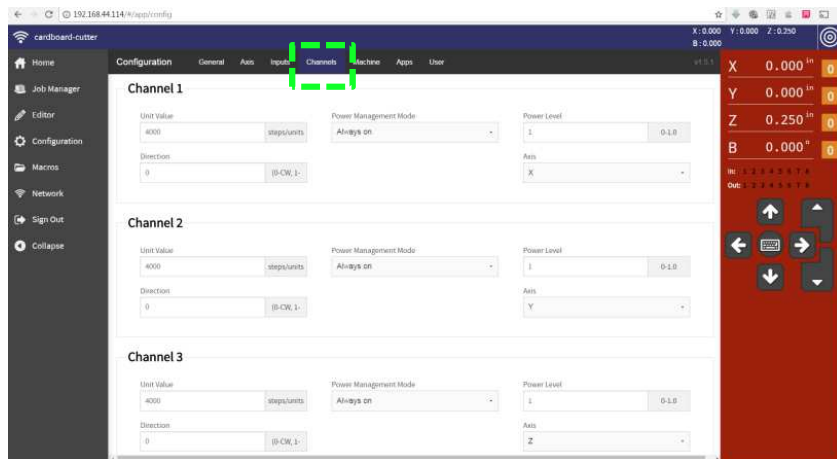 192.168.44.114/#/app/config
cardboard-cutter
X:0.000 Y:0.000 Z:0.250
B:0.000
Home
Job Manager
Editor
Configuration
Macros
Network
Sign Out
Collapse
Configuration General Axis Inputs Channels Machine Apps User
Channel 1
Unit Value Power Management Mode Power Level
4000 steps/units Always on 1 0-1.0
Direction Axis
0 (0-CW, 1- X
Channel 2
Unit Value Power Management Mode Power Level
4000 steps/units Always on 1 0-1.0
Direction Axis
0 (0-CW, 1- Y
Channel 3
Unit Value Power Management Mode Power Level
4000 steps/units Always on 1 0-1.0
Direction Axis
0 (0-CW, 1- Z
X 0.000 in 0
Y 0.000 in 0
Z 0.250 in 0
B 0.000 ° 0
In: 1 2 3 4 5 6 7 8
Out: 1 2 3 4 5 6 7 8